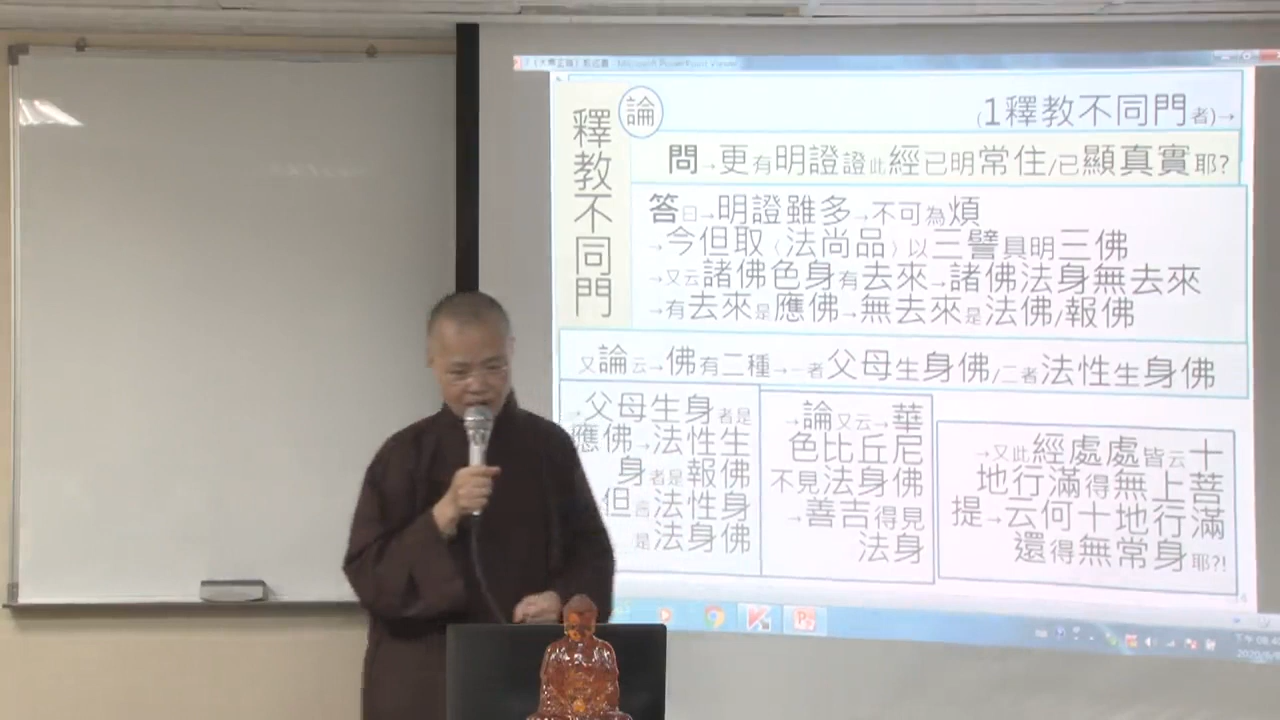 Microsoft PowerPoint Viewer
釋教不同門
論
(1釋教不同門者)→
問→更有明證證此經已明常住/已顯真實耶?
答曰→明證雖多→不可為煩
→今但取〈法尚品〉以三譬具明三佛
→又云諸佛色身有去來→諸佛法身無去來
→有去來是應佛→無去來是法佛/報佛
又論云→佛有二種→一者父母生身佛/二者法性生身佛
→父母生身者是
應佛→法性生
身者是報佛
但言法性身
是法身佛
→論又云→華
色比丘尼
不見法身佛
→善吉得見
法身
→又此經處處皆云十
地行滿得無上菩
提→云何十地行滿
還得無常身耶?!